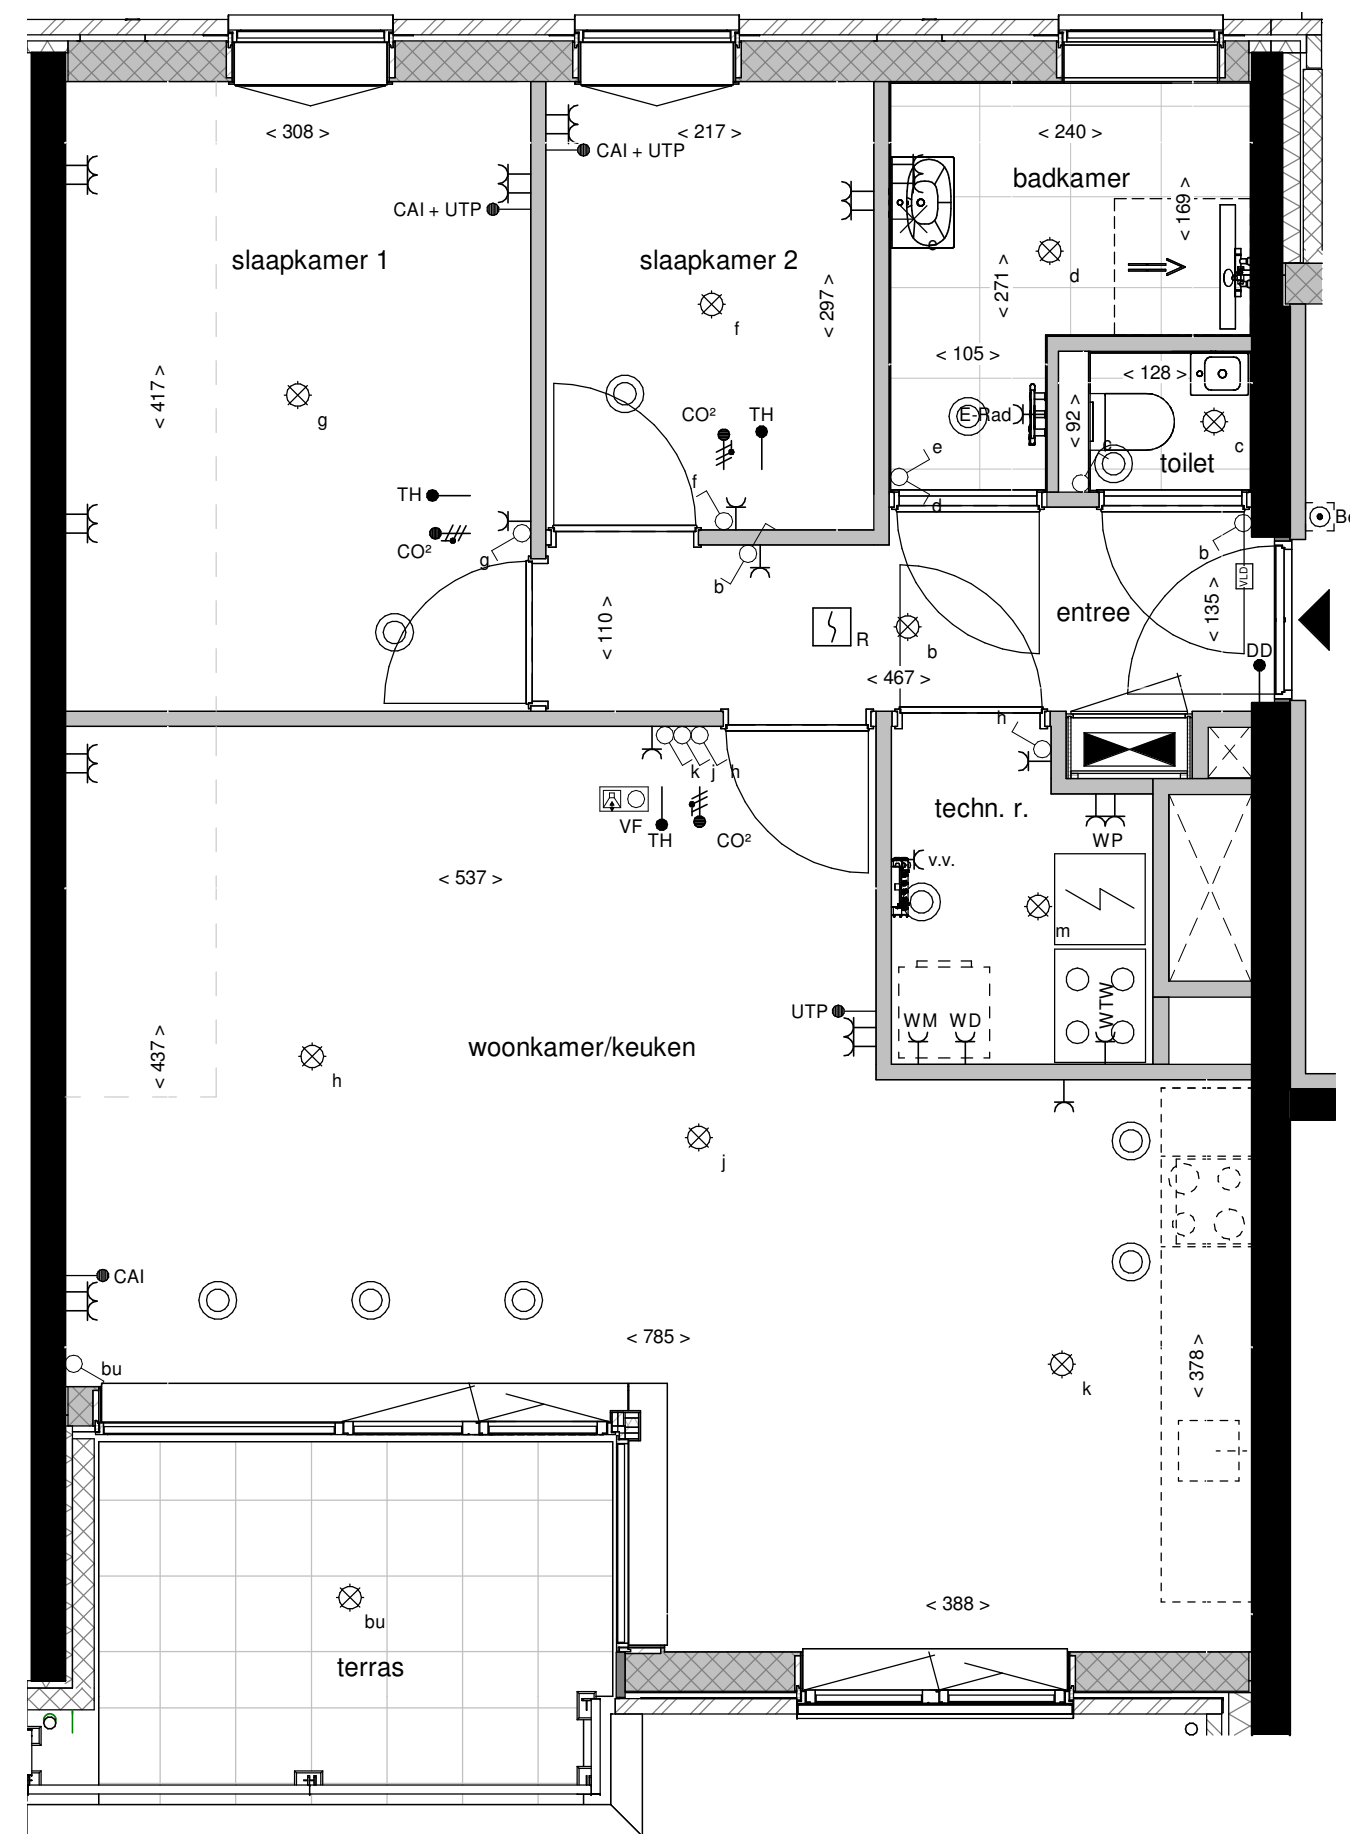 < 308 >
< 217 >
< 240 >
CAI + UTP
badkamer
< 169 >
CAI + UTP
slaapkamer 1
slaapkamer 2
e
d
< 271 >
< 297 >
f
< 105 >
< 128 >
< 417 >
g
CO²
TH
E-Rad
< 92 >
c
c
toilet
e
f
d
TH
CO²
g
b
b
VLD
< 110 >
R
b
entree
< 135 >
DD
< 467 >
h
k
j
h
VF
TH
CO²
techn. r.
WP
v.v.
< 537 >
m
UTP
WM
WD
WTW
< 437 >
woonkamer/keuken
h
j
CAI
< 785 >
< 378 >
bu
k
< 388 >
bu
terras